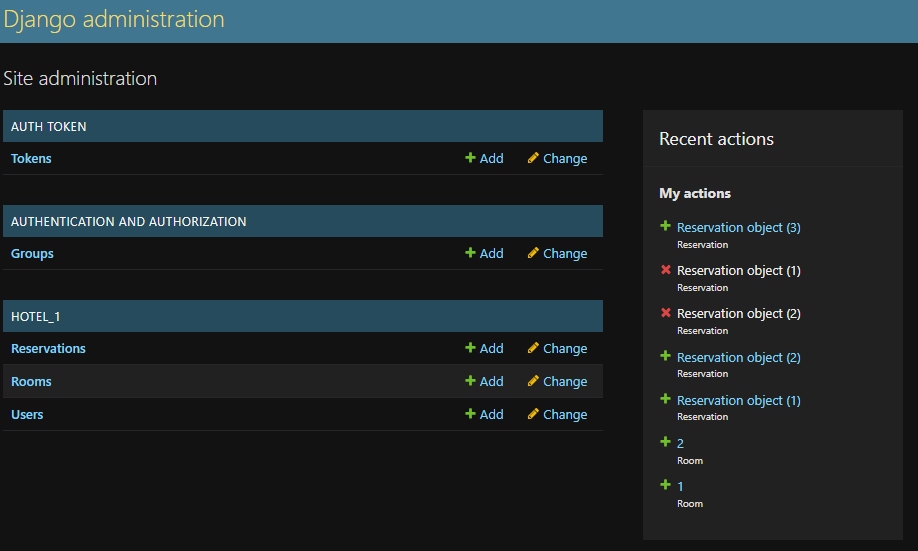 Django administration
Site administration
AUTH TOKEN
Tokens Add Change
AUTHENTICATION AND AUTHORIZATION
Groups Add Change
HOTEL_1
Reservations Add Change
Rooms Add Change
Users Add Change
Recent actions
My actions
Reservation object (3)
Reservation
Reservation object (1)
Reservation
Reservation object (2)
Reservation
Reservation object (2)
Reservation
Reservation object (1)
Reservation
2
Room
1
Room